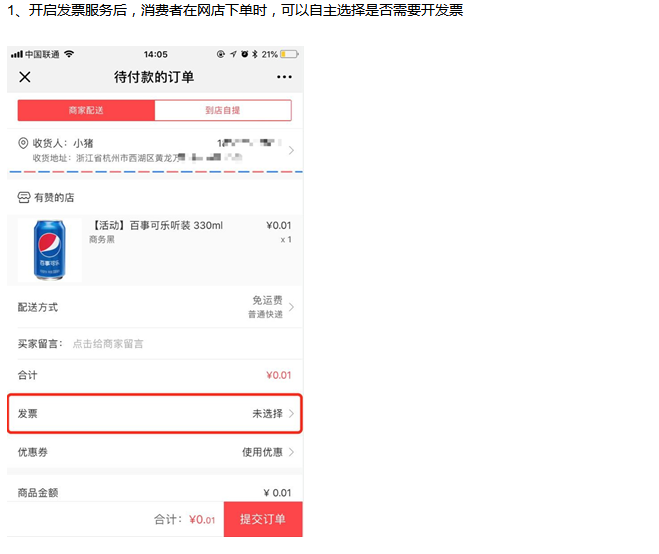 1、开启发票服务后，消费者在网店下单时，可以自主选择是否需要开发票
中国联通 14:05 21%
待付款的订单
商家配送 到店自提
收货人：小猪
收货地址：浙江省杭州市西湖区黄龙万
有赞的店
【活动】百事可乐听装 330ml ¥0.01
商务黑 x 1
百事可乐
配送方式 免运费
普通快递
买家留言： 点击给商家留言
合计 ¥0.01
发票 未选择
优惠券 使用优惠
商品金额 ¥ 0.01
合计：¥0.01 提交订单